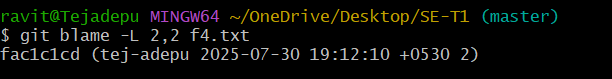 ravit@Tejadepu MINGW64 ~/OneDrive/Desktop/SE-T1 (master)
$ git blame -L 2,2 f4.txt
fac1c1cd (tej-adepu 2025-07-30 19:12:10 +0530 2)